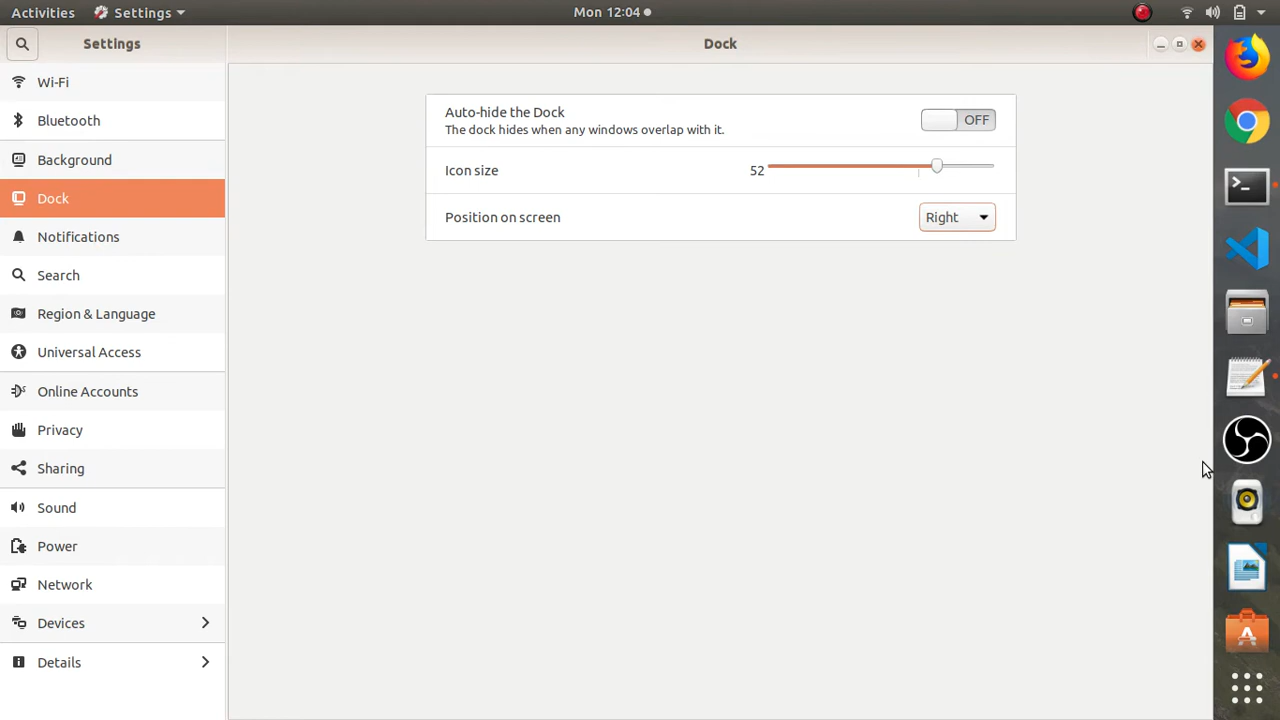 Activities Settings Mon 12:04
Settings Dock
Wi-Fi
Bluetooth
Background
Dock
Notifications
Search
Region & Language
Universal Access
Online Accounts
Privacy
Sharing
Sound
Power
Network
Devices
Details
Auto-hide the Dock OFF
The dock hides when any windows overlap with it.
Icon size 52
Position on screen Right